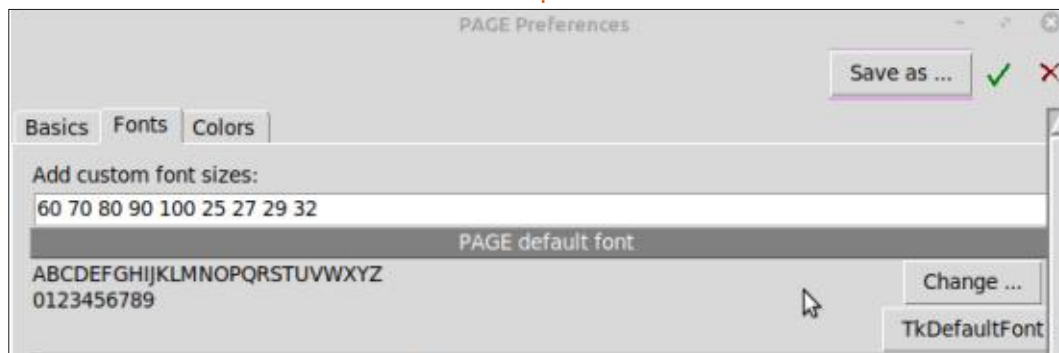 PAGE Preferences
Save as ...
Basics Fonts Colors
Add custom font sizes:
60 70 80 90 100 25 27 29 32
PAGE default font
ABCDEFGHIJKLMNOPQRSTUVWXYZ
0123456789
Change ...
TkDefaultFont